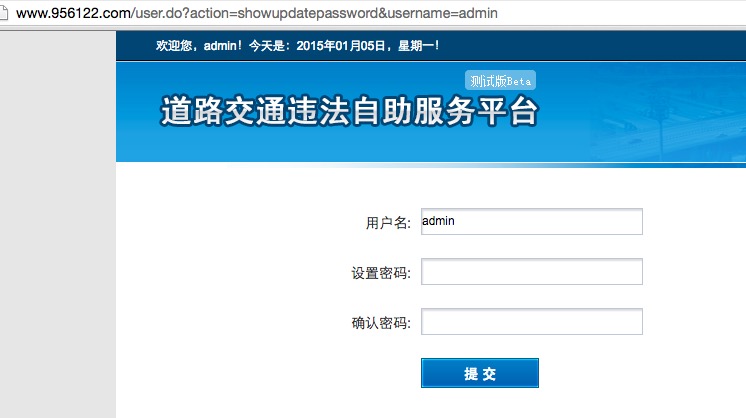 www.956122.com/user.do?action=showupdatepassword&username=admin
欢迎您，admin！今天是：2015年01月05日，星期一！
测试版Beta
道路交通违法自助服务平台
用户名: admin
设置密码:
确认密码:
提 交